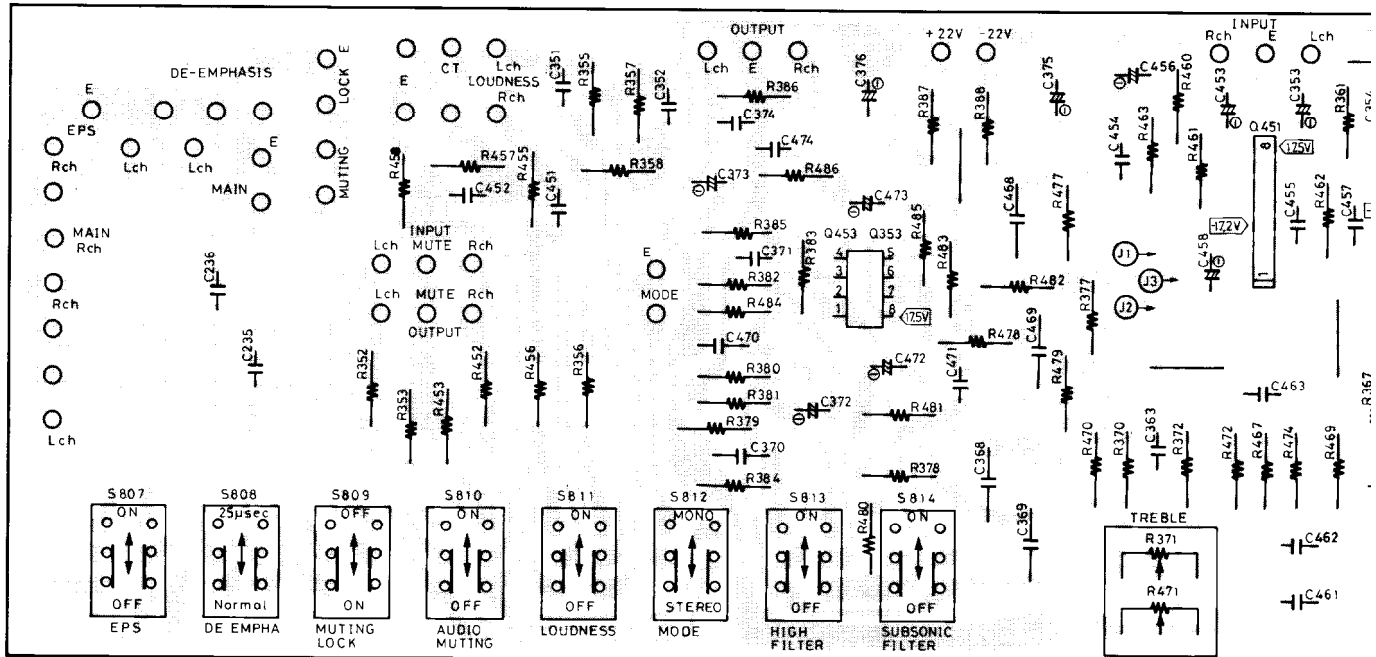 OUTPUT
+22V
-22V
INPUT
Rch
E
Lch
DE-EMPHASIS
E
EPS
Rch
Lch
Lch
E
MAIN
MAIN
Rch
Rch
Lch
LOCK
E
MUTING
E
CT
Lch
LOUDNESS
Rch
C351
R355
R357
C352
Lch
E
Rch
R386
C374
C474
R486
C373
C376
R387
R388
C375
C456
R460
C453
C353
R361
C354
R463
C454
R461
Q451
8
-17.2V
1
R457
C452
R455
C451
R358
INPUT
Lch
MUTE
Rch
Lch
MUTE
Rch
OUTPUT
E
MODE
R385
C371
R382
R484
R383
Q453
Q353
4
5
3
6
2
7
1
8
C473
R485
R483
C468
R477
R482
C455
R462
C457
C458
J1
J3
J2
C236
C235
R352
R353
R453
R452
R456
R356
C470
R380
R381
R379
C370
R384
C372
C472
R481
R378
C471
R478
C469
R377
R479
C463
R367
C368
C369
R480
R470
R370
C363
R372
R472
R467
R474
R469
S807
ON
OFF
EPS
S808
25µsec
Normal
DE EMPHA
S809
OFF
ON
MUTING
LOCK
S810
ON
OFF
AUDIO
MUTING
S811
ON
OFF
LOUDNESS
S812
MONO
STEREO
MODE
S813
ON
OFF
HIGH
FILTER
S814
ON
OFF
SUBSONIC
FILTER
TREBLE
R371
R471
C462
C461